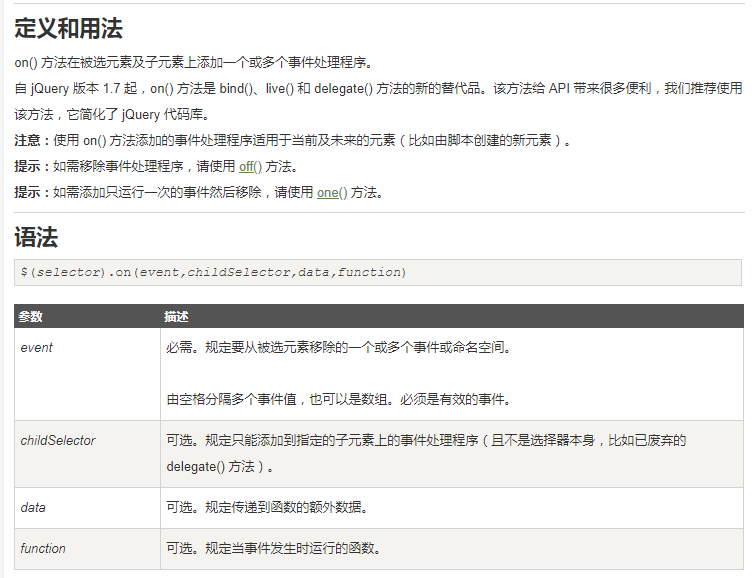 定义和用法
on() 方法在被选元素及子元素上添加一个或多个事件处理程序。
自 jQuery 版本 1.7 起，on() 方法是 bind()、live() 和 delegate() 方法的新的替代品。该方法给 API 带来很多便利，我们推荐使用
该方法，它简化了 jQuery 代码库。
注意：使用 on() 方法添加的事件处理程序适用于当前及未来的元素（比如由脚本创建的新元素）。
提示：如需移除事件处理程序，请使用 off() 方法。
提示：如需添加只运行一次的事件然后移除，请使用 one() 方法。
语法
$(selector).on(event,childSelector,data,function)
参数 描述
event 必需。规定要从被选元素移除的一个或多个事件或命名空间。
由空格分隔多个事件值，也可以是数组。必须是有效的事件。
childSelector 可选。规定只能添加到指定的子元素上的事件处理程序（且不是选择器本身，比如已废弃的
delegate() 方法）。
data 可选。规定传递到函数的额外数据。
function 可选。规定当事件发生时运行的函数。